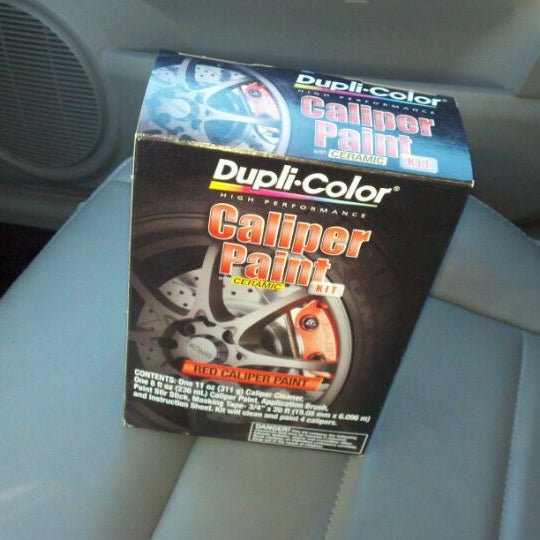 Dupli-Color®
HIGH PERFORMANCE
Caliper
Paint
with CERAMIC KIT
Dupli-Color®
HIGH PERFORMANCE
Caliper
Paint
CERAMIC KIT
RED CALIPER PAINT
CONTENTS: One 11 oz (311 g) Caliper Cleaner,
One 8 fl oz (236 mL) Caliper Paint, Application Brush,
Paint Stir Stick, Masking Tape- 3/4" x 20 ft (19.05 mm x 6.096 m)
and Instruction Sheet. Kit will clean and paint 4 calipers.
DANGER!